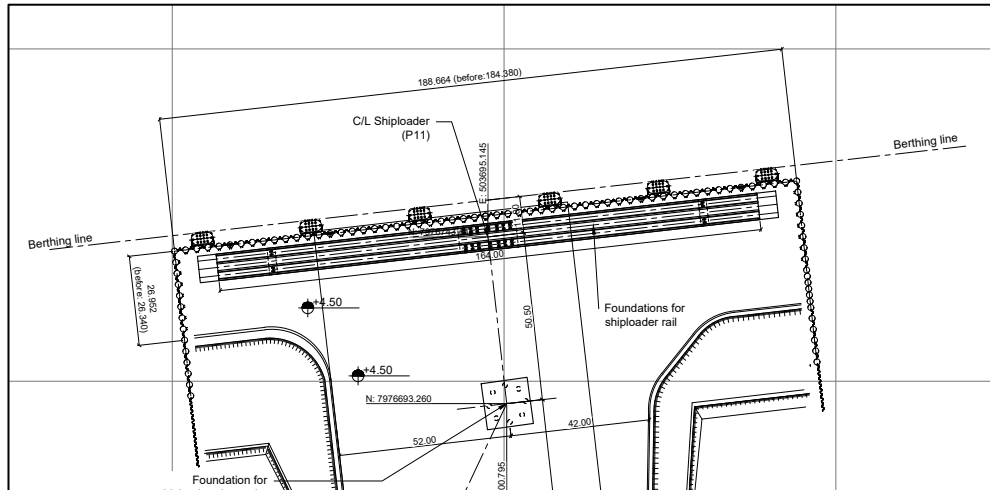 188.664 (before:184.380)
C/L Shiploader
(P11)
E: 503695.145
Berthing line
Berthing line
164.00
26.952
(before: 26.340)
+4.50
50.50
Foundations for
shiploader rail
+4.50
N: 7976693.260
42.00
52.00
Foundation for